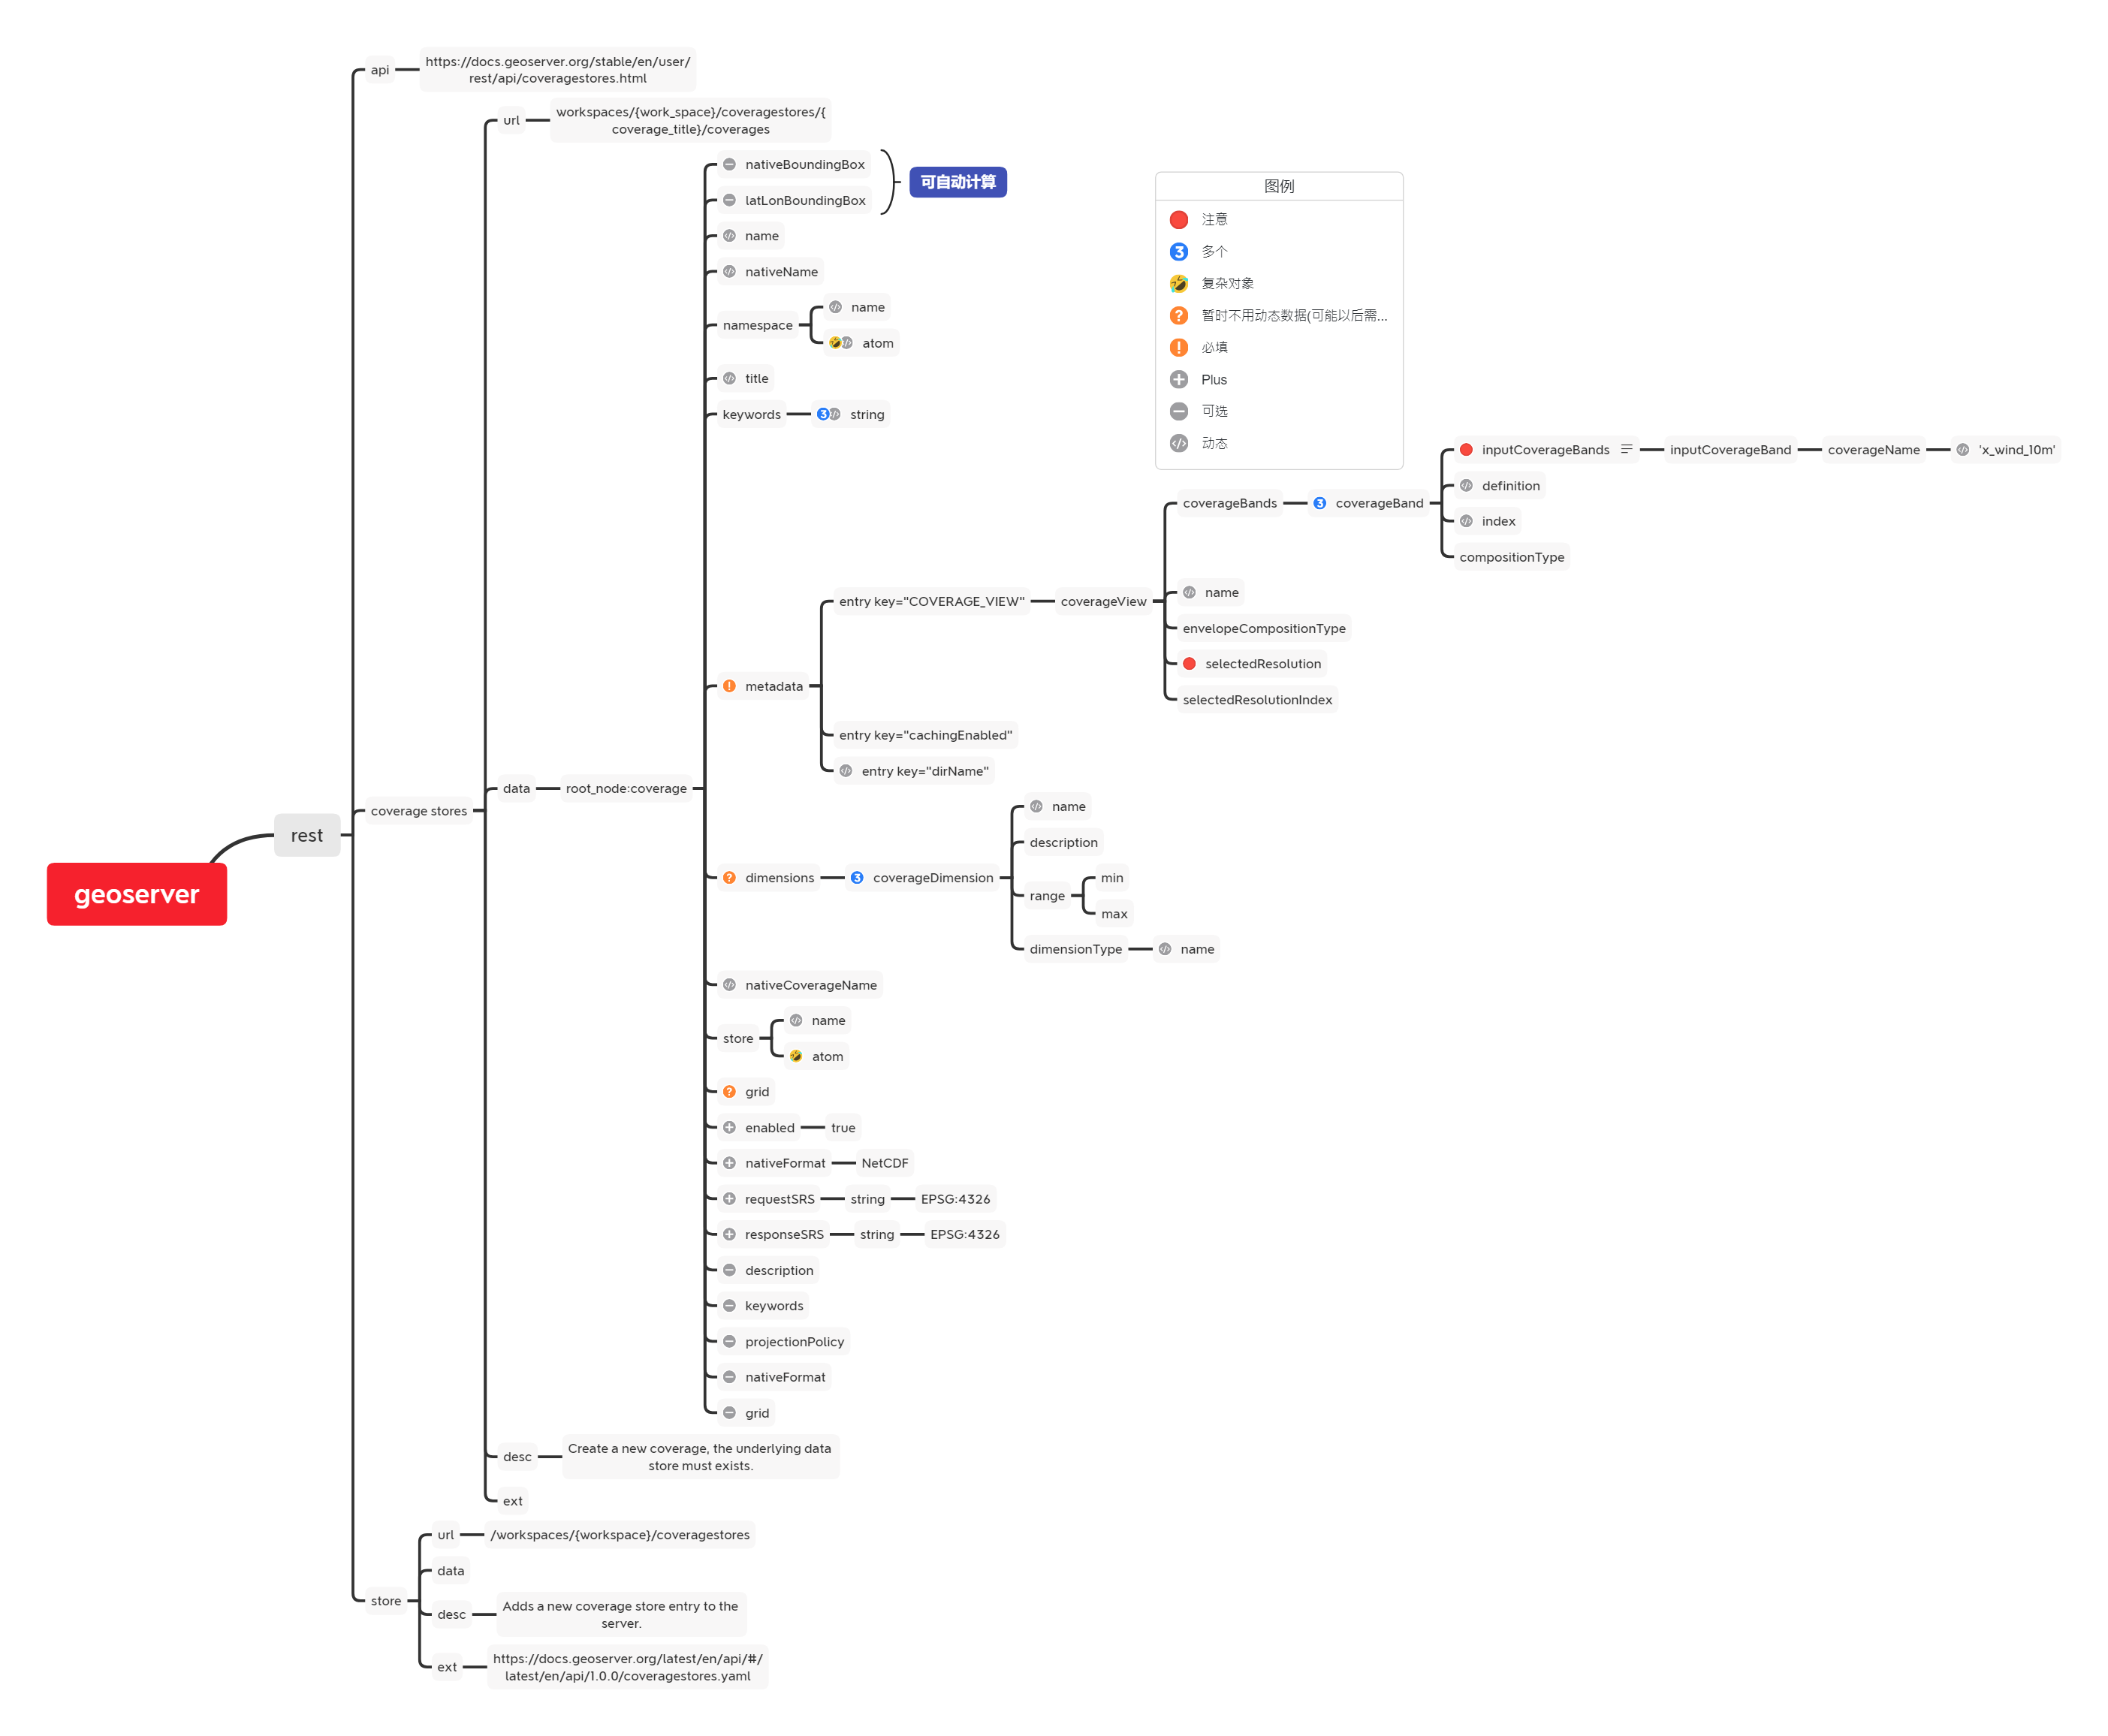 geoserver
rest
api
https://docs.geoserver.org/stable/en/user/
rest/api/coveragestores.html
coverage stores
url
workspaces/{work_space}/coveragestores/{
coverage_title}/coverages
data
root_node:coverage
nativeBoundingBox
latLonBoundingBox
可自动计算
name
nativeName
namespace
name
atom
title
keywords
string
metadata
entry key="COVERAGE_VIEW"
coverageView
coverageBands
coverageBand
inputCoverageBands
inputCoverageBand
coverageName
'x_wind_10m'
definition
index
compositionType
name
envelopeCompositionType
selectedResolution
selectedResolutionIndex
entry key="cachingEnabled"
entry key="dirName"
dimensions
coverageDimension
name
description
range
min
max
dimensionType
name
nativeCoverageName
store
name
atom
grid
enabled
true
nativeFormat
NetCDF
requestSRS
string
EPSG:4326
responseSRS
string
EPSG:4326
description
keywords
projectionPolicy
nativeFormat
grid
desc
Create a new coverage, the underlying data
store must exists.
ext
store
url
/workspaces/{workspace}/coveragestores
data
desc
Adds a new coverage store entry to the
server.
ext
https://docs.geoserver.org/latest/en/api/#/
latest/en/api/1.0.0/coveragestores.yaml
图例
注意
3 多个
复杂对象
? 暂时不用动态数据(可能以后需...
! 必填
Plus
可选
动态